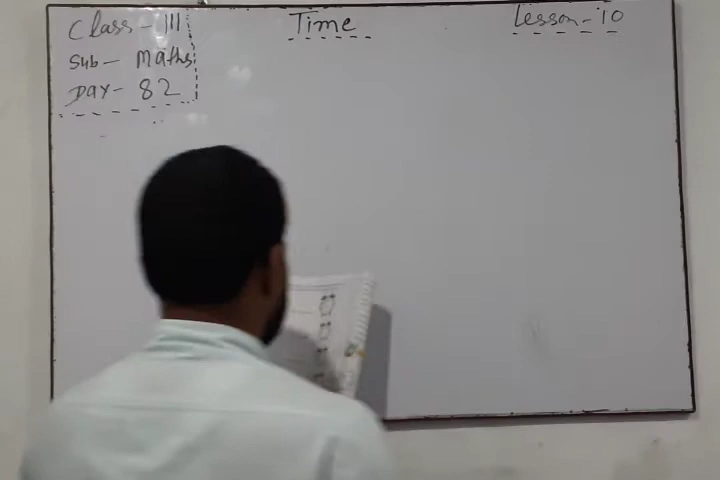 Class - III
Sub - Maths
Day - 82
Time
Lesson - 10